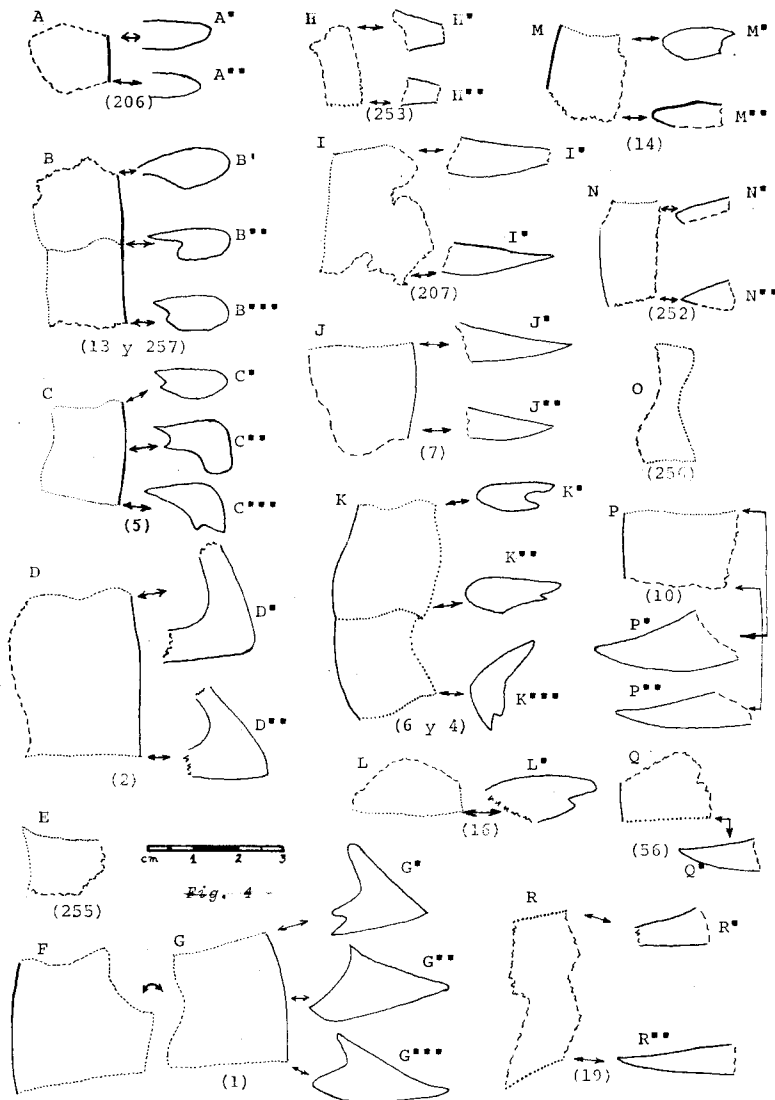 A
A*
A**
(206)
B
B'
B**
B***
(13 y 257)
C
C*
C**
C***
(5)
D
D*
D**
(2)
E
(255)
cm 1 2 3
Fig. 4
F
G
G*
G**
G***
(1)
H
H*
H**
(253)
I
I*
I*
(207)
J
J*
J**
(7)
K
K*
K**
K***
(6 y 4)
L
L*
(16)
M
M*
M**
(14)
N
N*
N**
(252)
O
(256)
P
(10)
P*
P**
Q
(56)
Q*
R
R*
R**
(19)